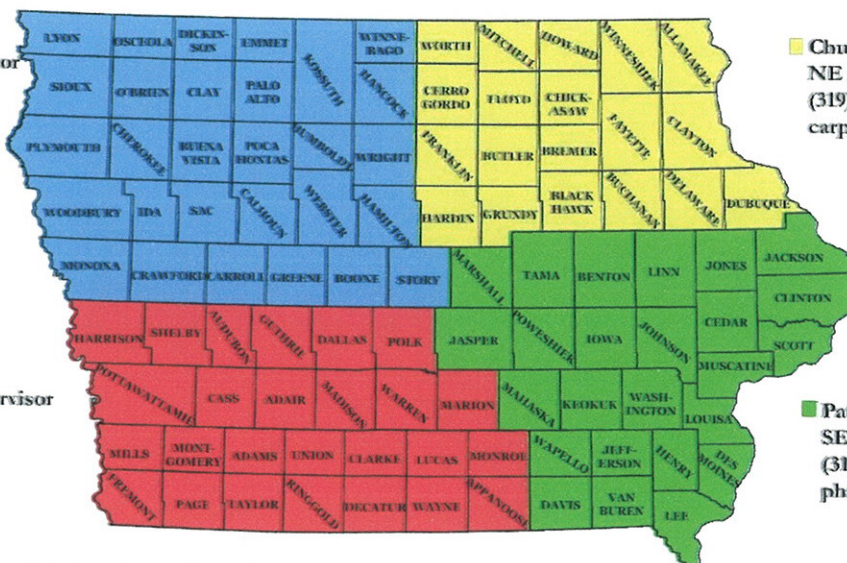 LYON
OSCEOLA
DICKIN-
SON
EMMET
KOSSUTH
WINNE-
BAGO
WORTH
MITCHELL
HOWARD
WINNESHIEK
ALLAMAKEE
or
SIOUX
O'BRIEN
CLAY
PALO
ALTO
HANCOCK
CERRO
GORDO
FLOYD
CHICK-
ASAW
FAYETTE
CLAYTON
NE
(319)
carp
PLYMOUTH
CHEROKEE
BUENA
VISTA
POCA
HONTAS
HUMBOLDT
WRIGHT
FRANKLIN
BUTLER
BREMER
WOODBURY
IDA
SAC
CALHOUN
WEBSTER
HAMILTON
HARDIN
GRUNDY
BLACK
HAWK
BUCHANAN
DELAWARE
DUBUQUE
MONONA
CRAWFORD
CARROLL
GREENE
BOONE
STORY
MARSHALL
TAMA
BENTON
LINN
JONES
JACKSON
CLINTON
HARRISON
SHELBY
AUDUBON
GUTHRIE
DALLAS
POLK
JASPER
POWESHIEK
IOWA
JOHNSON
CEDAR
SCOTT
MUSCATINE
rvisor
POTTAWATTAMIE
CASS
ADAIR
MADISON
WARREN
MARION
MAHASKA
KEOKUK
WASH-
INGTON
LOUISA
MILLS
MONT-
GOMERY
ADAMS
UNION
CLARKE
LUCAS
MONROE
WAPELLO
JEFF-
ERSON
HENRY
DES
MOINES
FREMONT
PAGE
TAYLOR
RINGGOLD
DECATUR
WAYNE
APPANOOSE
DAVIS
VAN
BUREN
LEE
SE